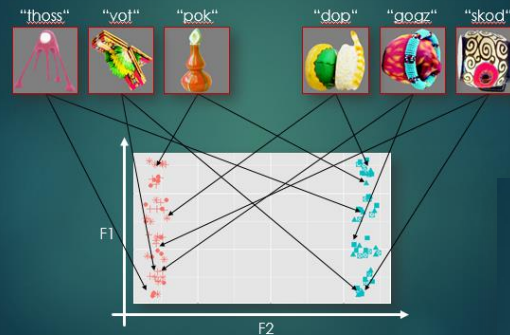 “thoss” “vot” “pok” “dop” “gogz” “skod”
F1
F2